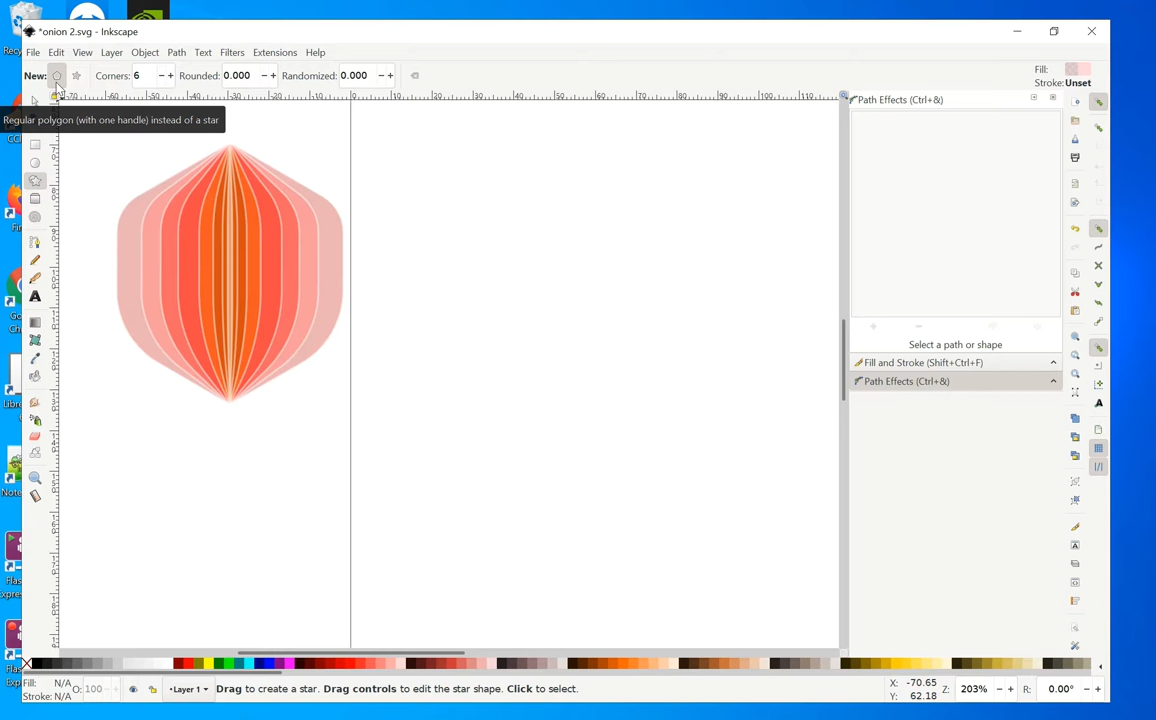 *onion 2.svg - Inkscape
File Edit View Layer Object Path Text Filters Extensions Help
New: Corners: 6 Rounded: 0.000 Randomized: 0.000
Fill:
Stroke: Unset
Regular polygon (with one handle) instead of a star
Path Effects (Ctrl+&)
Select a path or shape
Fill and Stroke (Shift+Ctrl+F)
Path Effects (Ctrl+&)
Fill: N/A
Stroke: N/A
O: 100
•Layer 1
Drag to create a star. Drag controls to edit the star shape. Click to select.
X: -70.65
Y: 62.18
Z: 203%
R: 0.00°